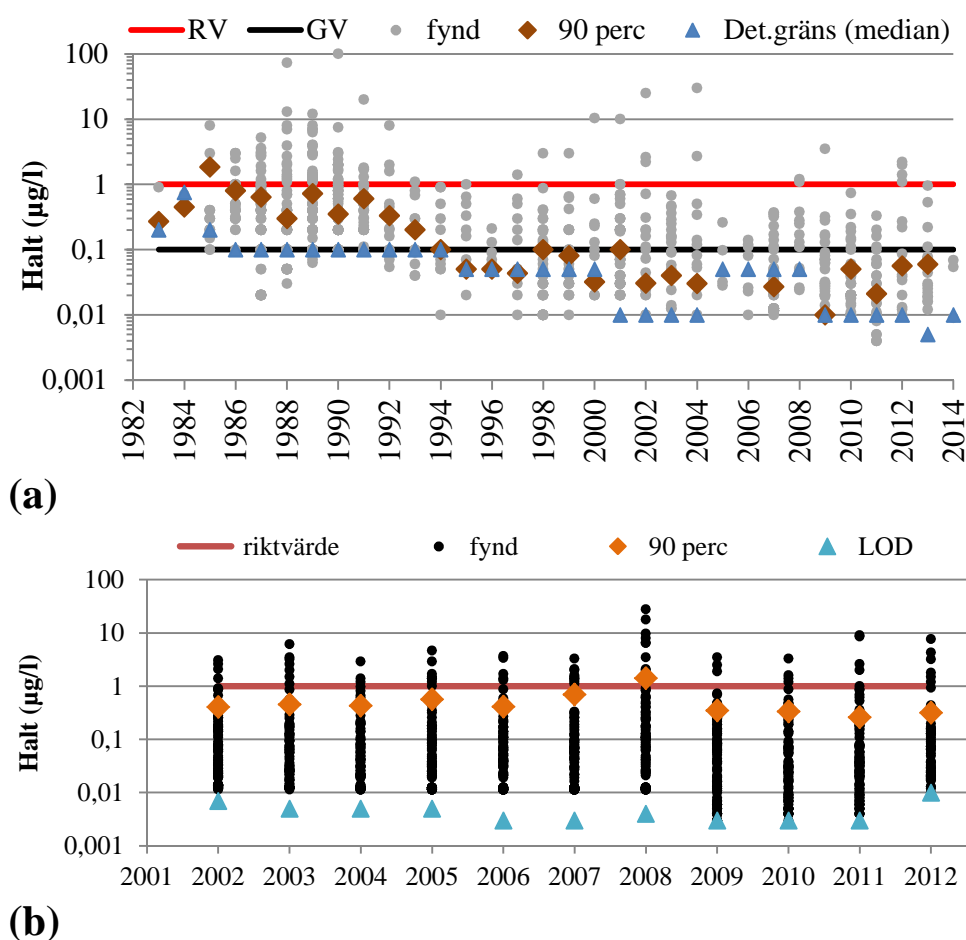 RV GV fynd 90 perc Det.gräns (median)
Halt (µg/l)
100
10
1
0,1
0,01
0,001
1982 1984 1986 1988 1990 1992 1994 1996 1998 2000 2002 2004 2006 2008 2010 2012 2014
(a)
riktvärde fynd 90 perc LOD
Halt (µg/l)
100
10
1
0,1
0,01
0,001
2001 2002 2003 2004 2005 2006 2007 2008 2009 2010 2011 2012
(b)